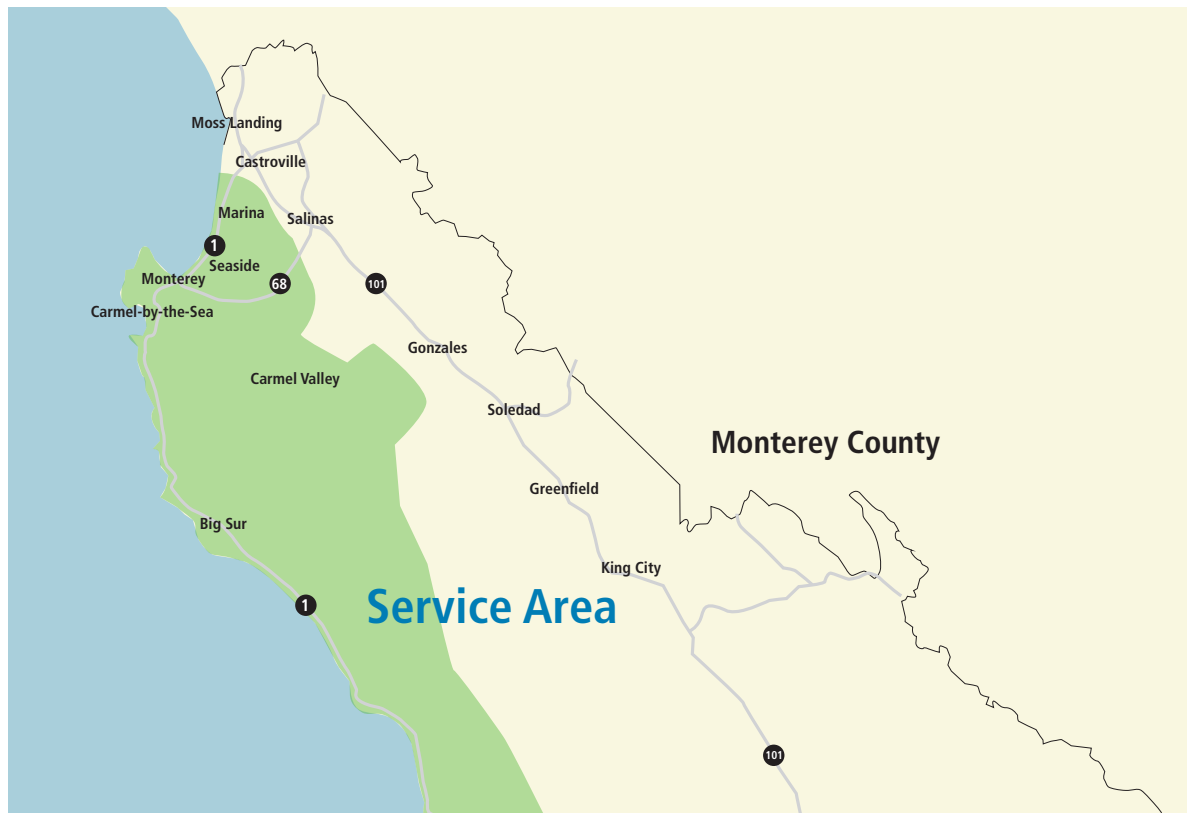 Moss Landing
Castroville
Marina
Salinas
1
Seaside
Monterey
68
101
Carmel-by-the-Sea
Gonzales
Carmel Valley
Soledad
Monterey County
Greenfield
Big Sur
King City
1
Service Area
101